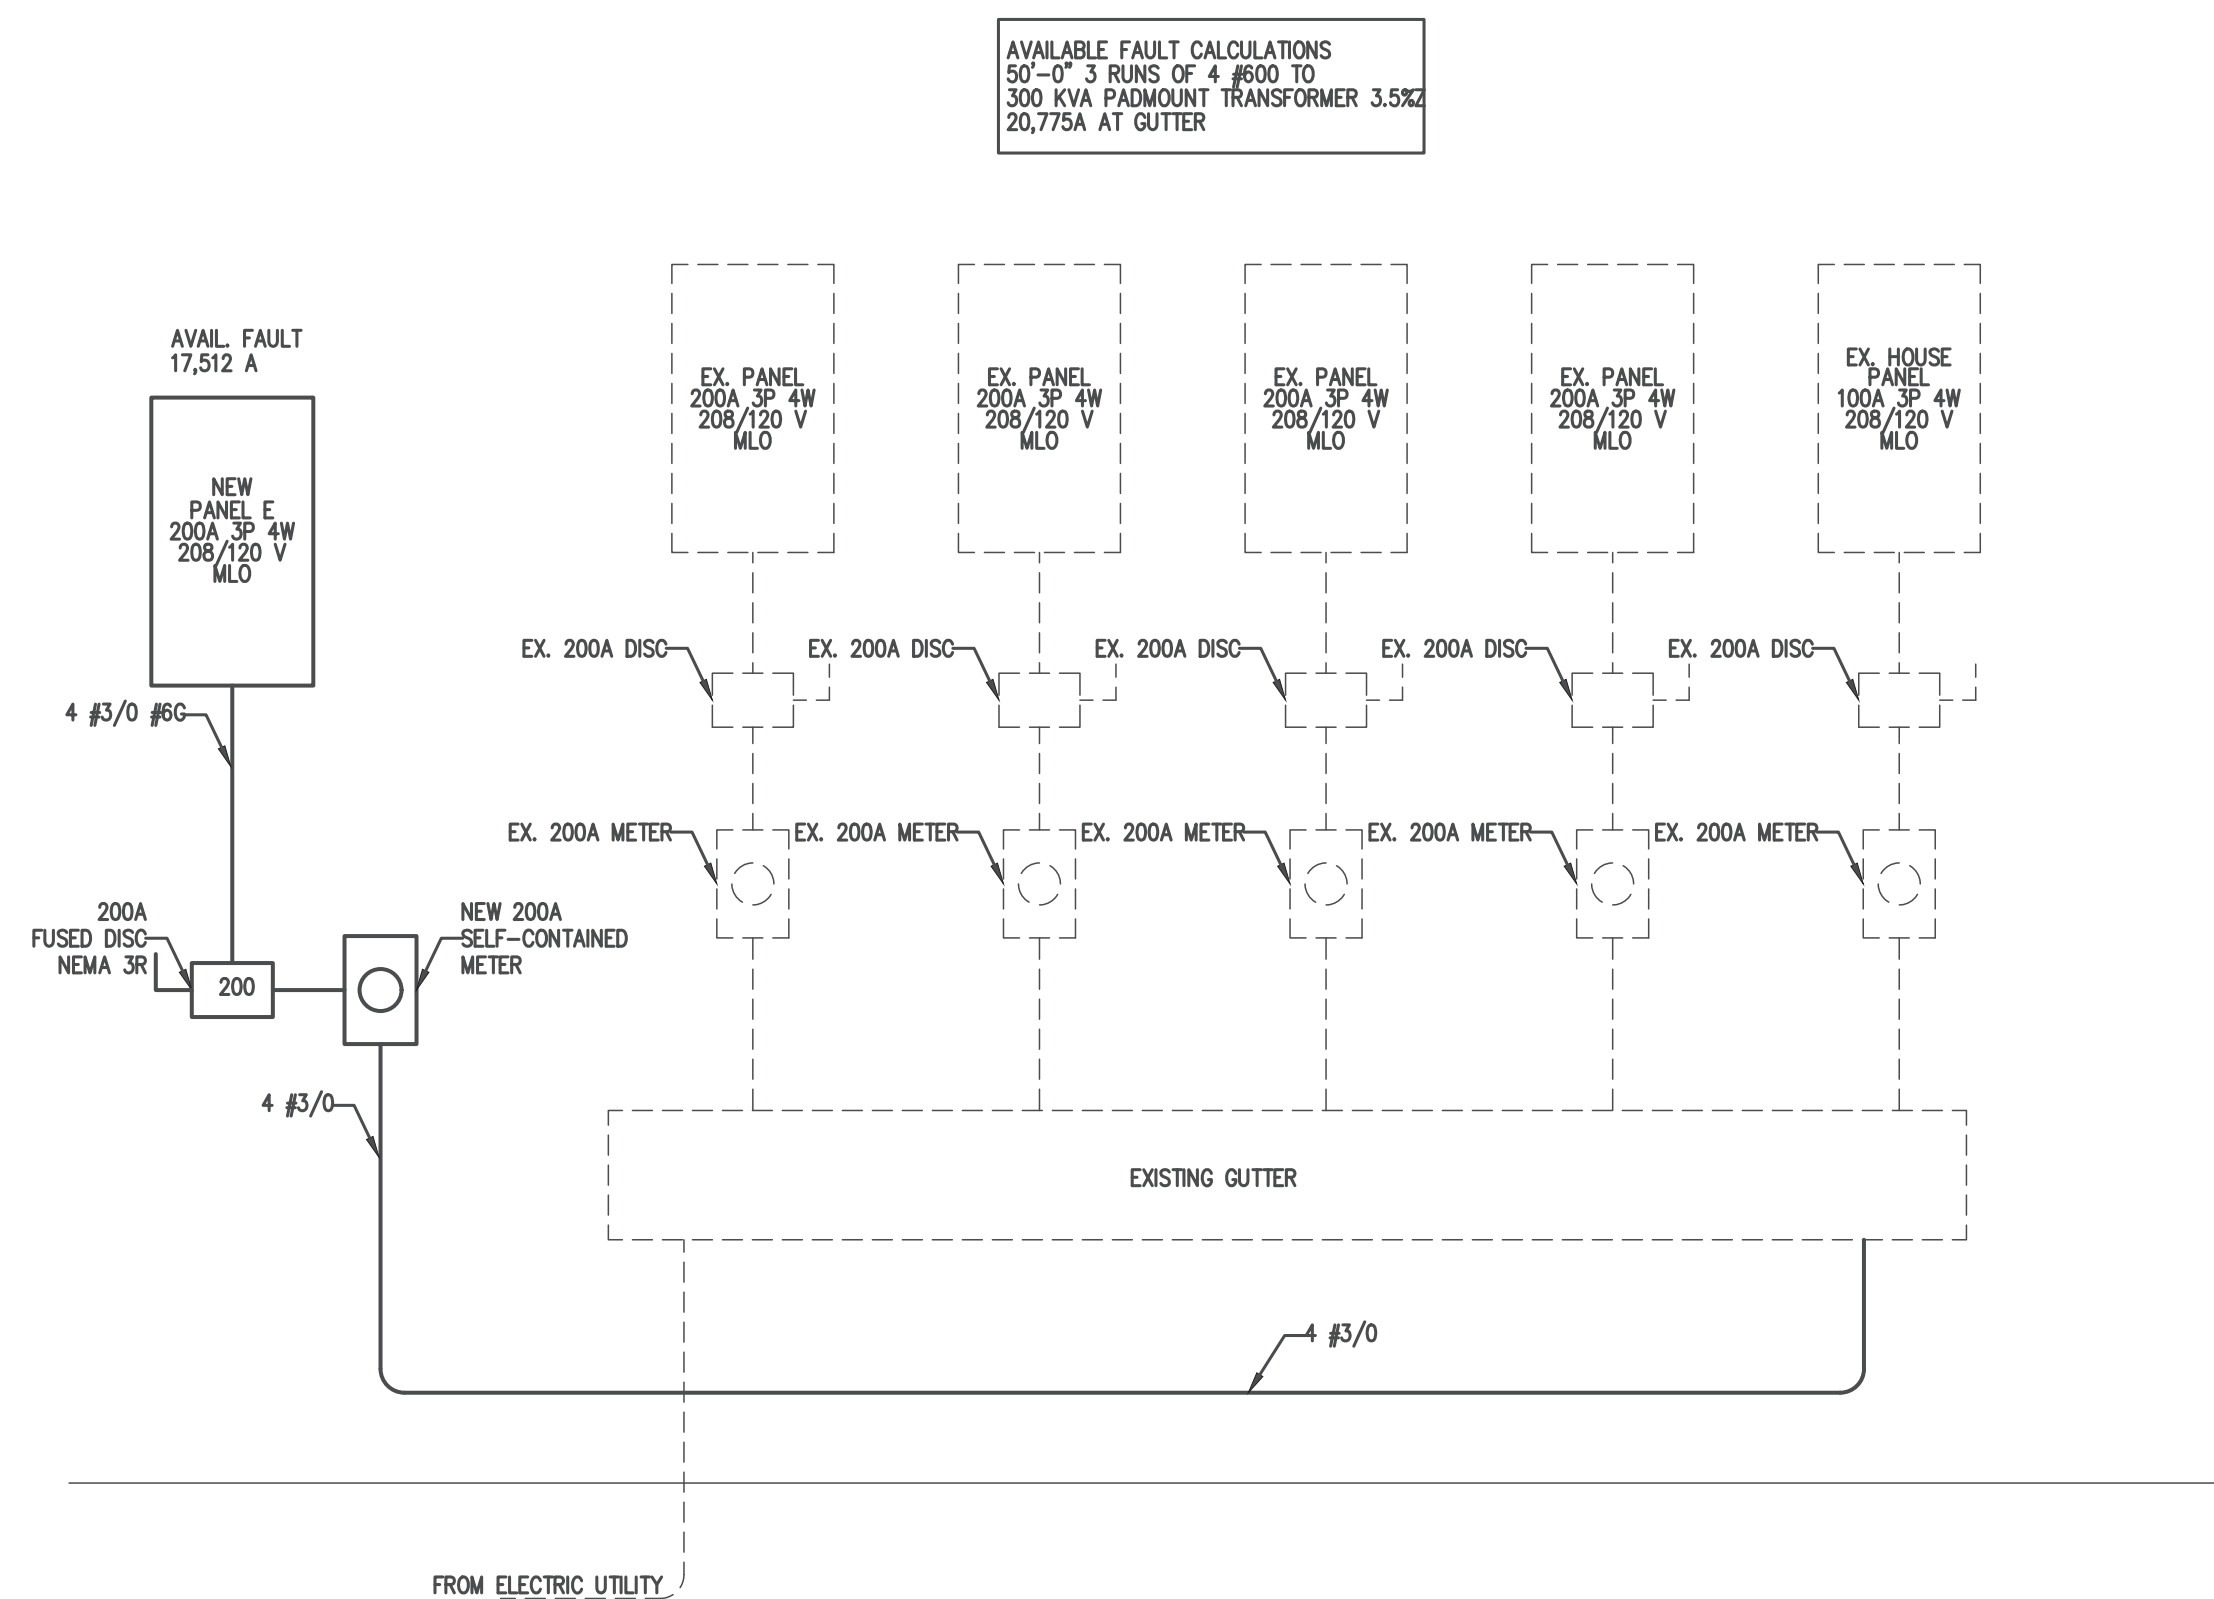 AVAILABLE FAULT CALCULATIONS
50'-0" 3 RUNS OF 4 #600 TO
300 KVA PADMOUNT TRANSFORMER 3.5%Z
20,775A AT GUTTER
AVAIL. FAULT
17,512 A
NEW
PANEL E
200A 3P 4W
208/120 V
MLO
EX. PANEL
200A 3P 4W
208/120 V
MLO
EX. PANEL
200A 3P 4W
208/120 V
MLO
EX. PANEL
200A 3P 4W
208/120 V
MLO
EX. PANEL
200A 3P 4W
208/120 V
MLO
EX. HOUSE
PANEL
100A 3P 4W
208/120 V
MLO
EX. 200A DISC
EX. 200A DISC
EX. 200A DISC
EX. 200A DISC
EX. 200A DISC
4 #3/0 #6G
EX. 200A METER
EX. 200A METER
EX. 200A METER
EX. 200A METER
EX. 200A METER
200A
FUSED DISC
NEMA 3R
200
NEW 200A
SELF-CONTAINED
METER
4 #3/0
EXISTING GUTTER
4 #3/0
FROM ELECTRIC UTILITY